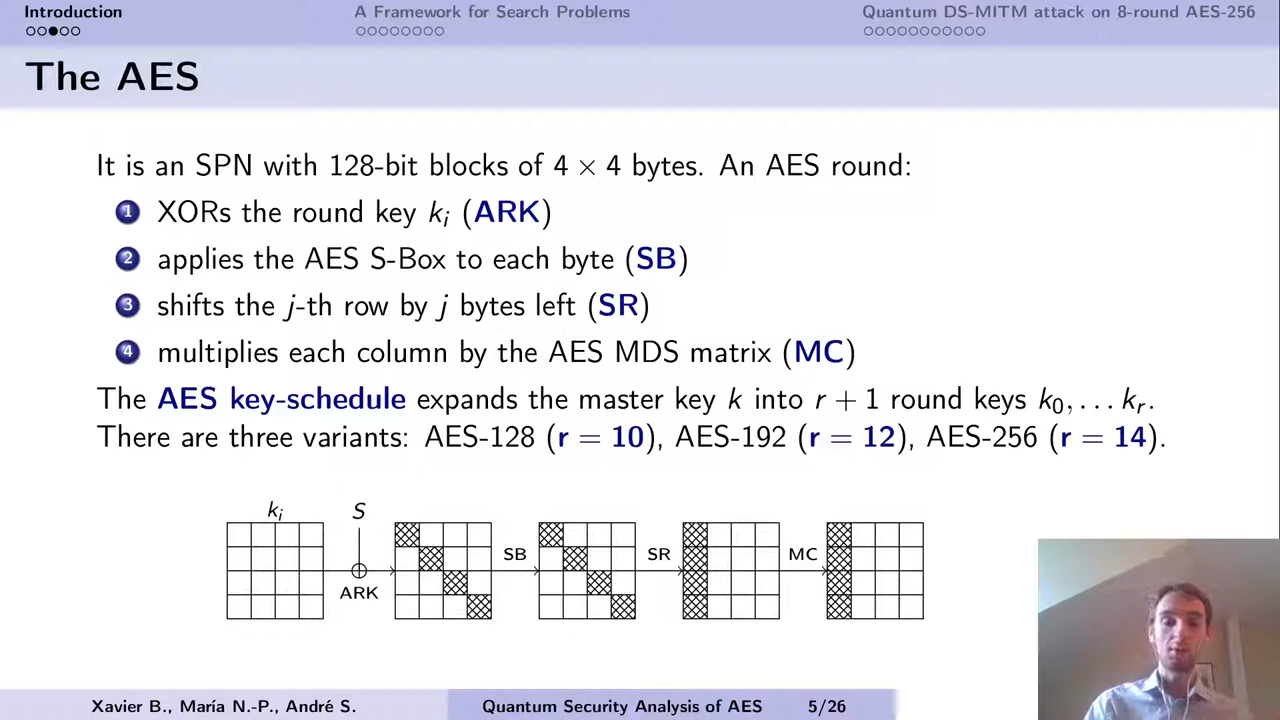 Introduction
A Framework for Search Problems
Quantum DS-MITM attack on 8-round AES-256
The AES
It is an SPN with 128-bit blocks of 4 × 4 bytes. An AES round:
1 XORs the round key kᵢ (ARK)
2 applies the AES S-Box to each byte (SB)
3 shifts the j-th row by j bytes left (SR)
4 multiplies each column by the AES MDS matrix (MC)
The AES key-schedule expands the master key k into r + 1 round keys k₀, … kᵣ.
There are three variants: AES-128 (r = 10), AES-192 (r = 12), AES-256 (r = 14).
kᵢ
S
ARK
SB
SR
MC
Xavier B., María N.-P., André S.
Quantum Security Analysis of AES
5/26